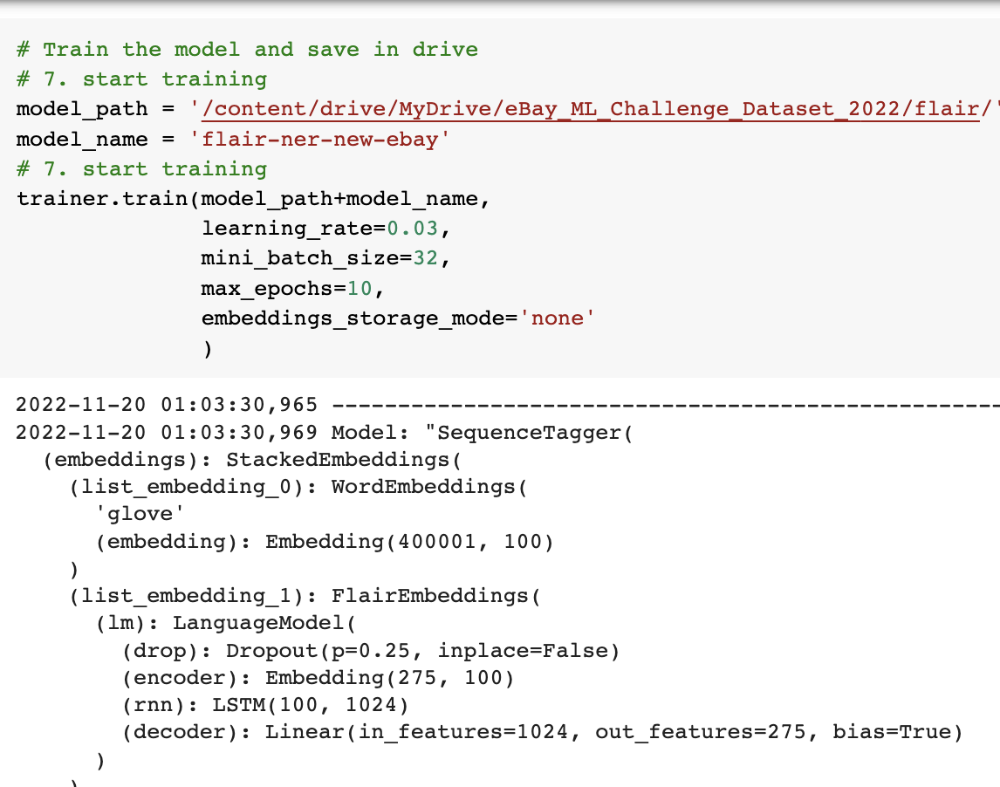 # Train the model and save in drive
# 7. start training
model_path = '/content/drive/MyDrive/eBay_ML_Challenge_Dataset_2022/flair/'
model_name = 'flair-ner-new-ebay'
# 7. start training
trainer.train(model_path+model_name,
              learning_rate=0.03,
              mini_batch_size=32,
              max_epochs=10,
              embeddings_storage_mode='none'
              )
2022-11-20 01:03:30,965 ---------------------------------------------------
2022-11-20 01:03:30,969 Model: "SequenceTagger(
  (embeddings): StackedEmbeddings(
    (list_embedding_0): WordEmbeddings(
      'glove'
      (embedding): Embedding(400001, 100)
    )
    (list_embedding_1): FlairEmbeddings(
      (lm): LanguageModel(
        (drop): Dropout(p=0.25, inplace=False)
        (encoder): Embedding(275, 100)
        (rnn): LSTM(100, 1024)
        (decoder): Linear(in_features=1024, out_features=275, bias=True)
      )
    )